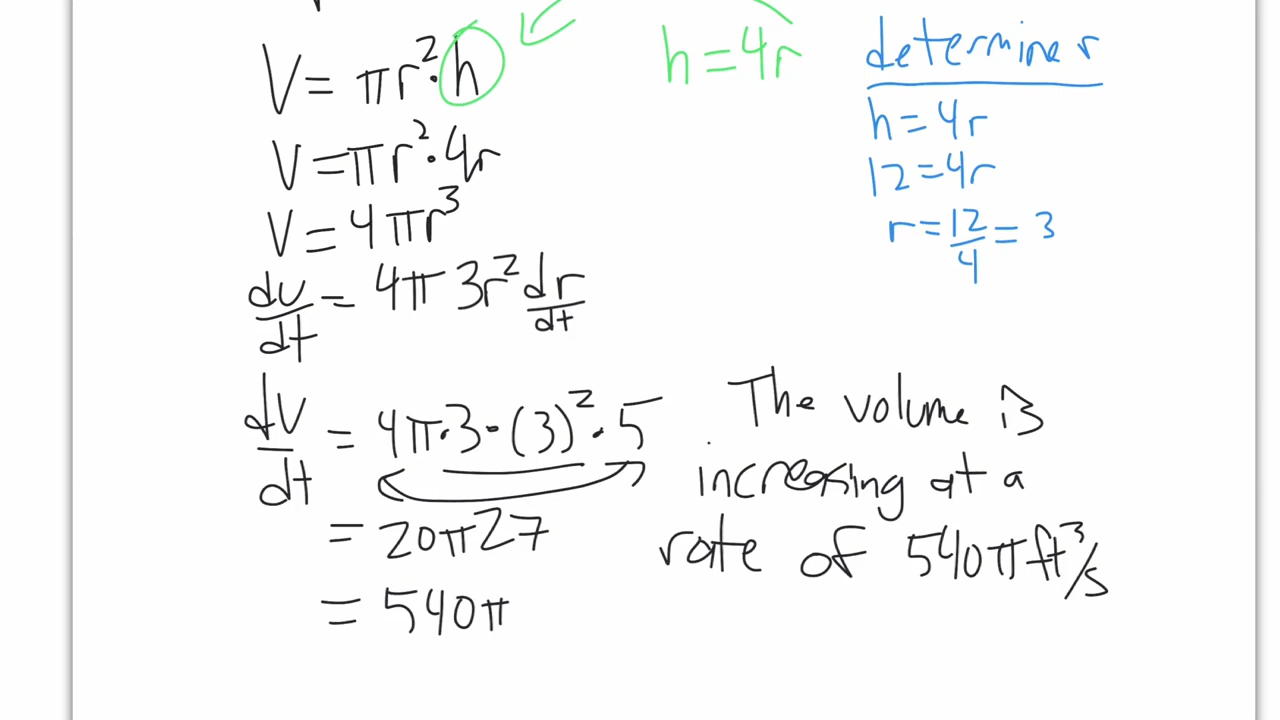 V = πr²·h
V = πr²·4r
V = 4πr³
dv/dt = 4π 3r² dr/dt
dV/dt = 4π·3·(3)²·5
= 20π27
= 540π
h = 4r
determine r
h = 4r
12 = 4r
r = 12/4 = 3
The volume is
increasing at a
rate of 540π ft³/s